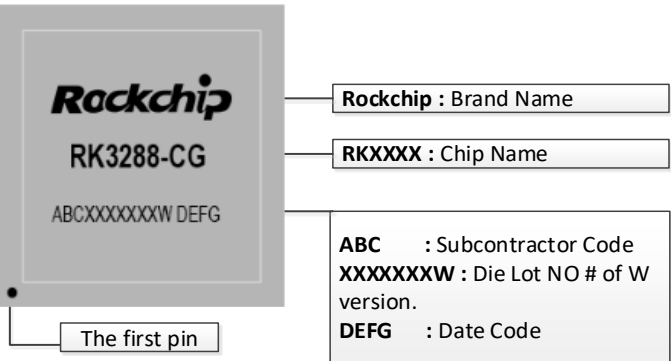 Rockchip
RK3288-CG
ABCXXXXXXXW DEFG
The first pin
Rockchip : Brand Name
RKXXXX : Chip Name
ABC : Subcontractor Code
XXXXXXXW : Die Lot NO # of W
version.
DEFG : Date Code